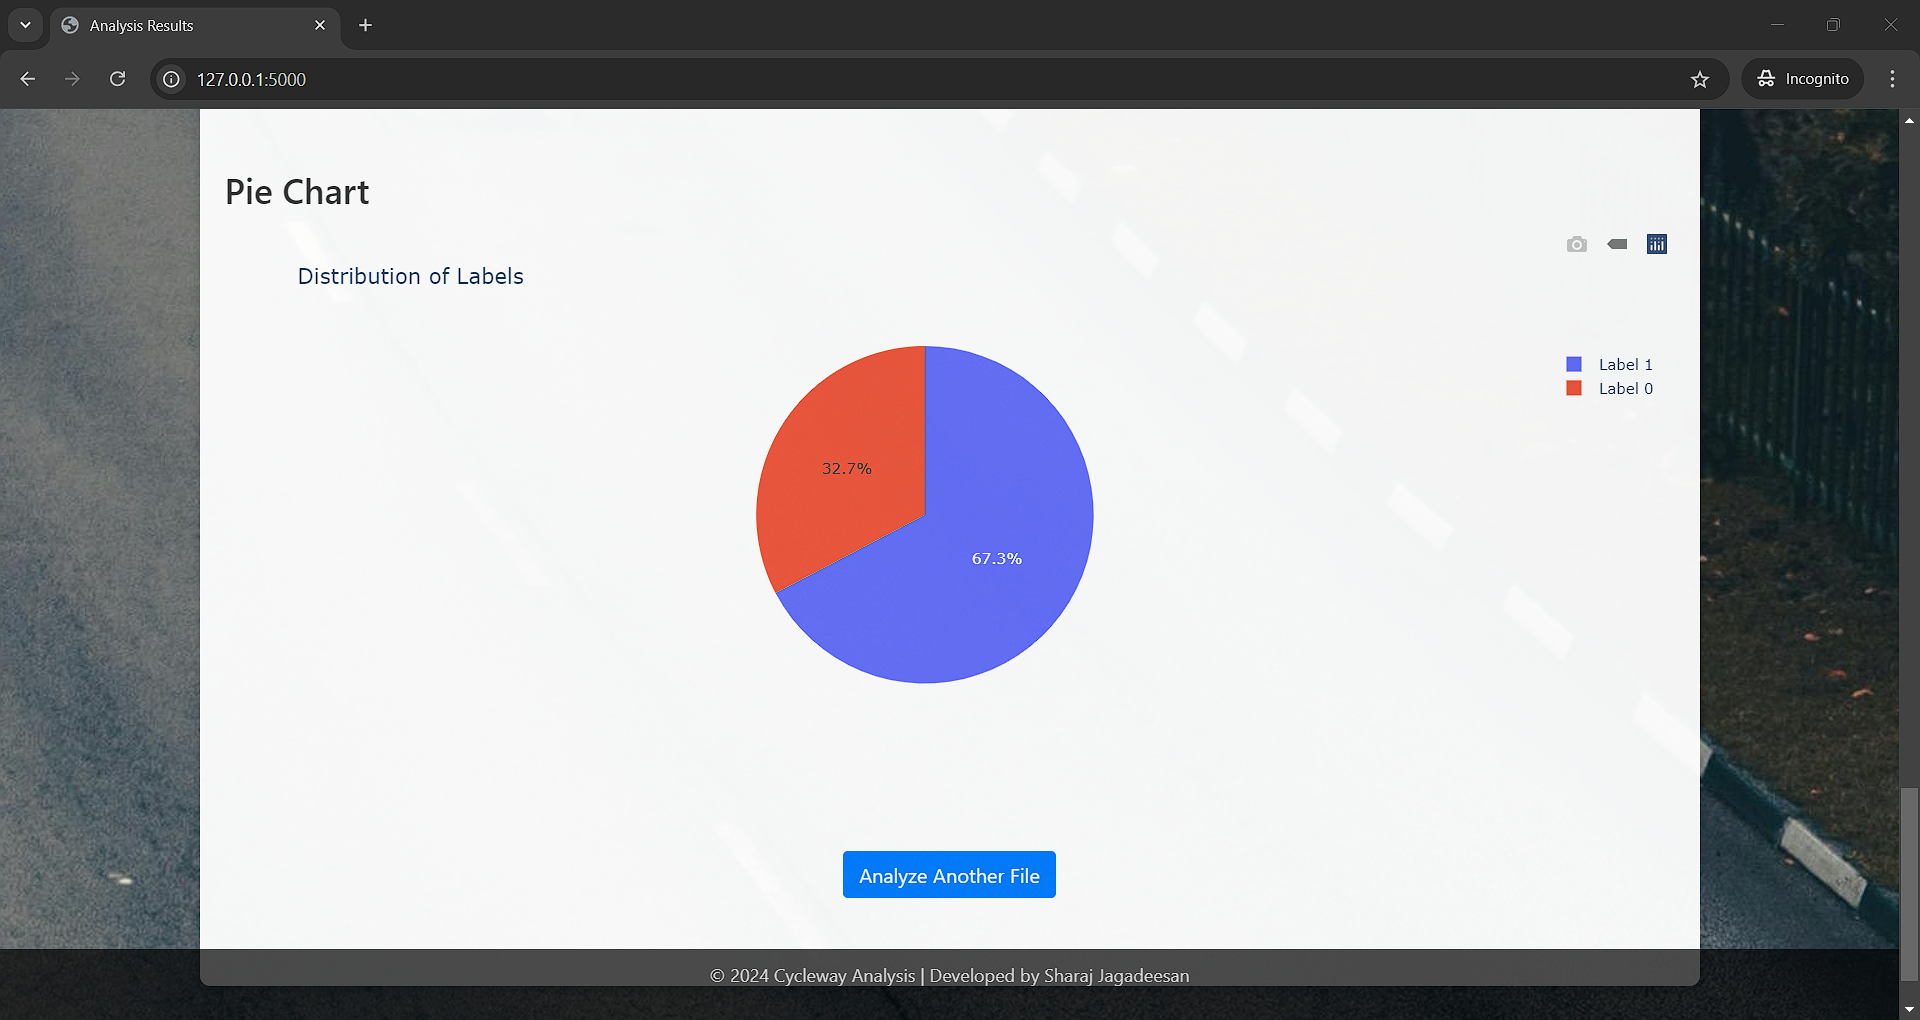 Analysis Results
127.0.0.1:5000
Incognito
Pie Chart
Distribution of Labels
Label 1
Label 0
32.7%
67.3%
Analyze Another File
© 2024 Cycleway Analysis | Developed by Sharaj Jagadeesan